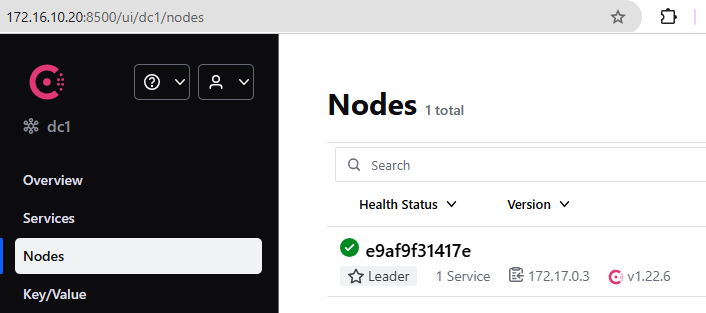 172.16.10.20:8500/ui/dc1/nodes
dc1
Overview
Services
Nodes
Key/Value
Nodes 1 total
Search
Health Status Version
e9af9f31417e
Leader 1 Service 172.17.0.3 v1.22.6